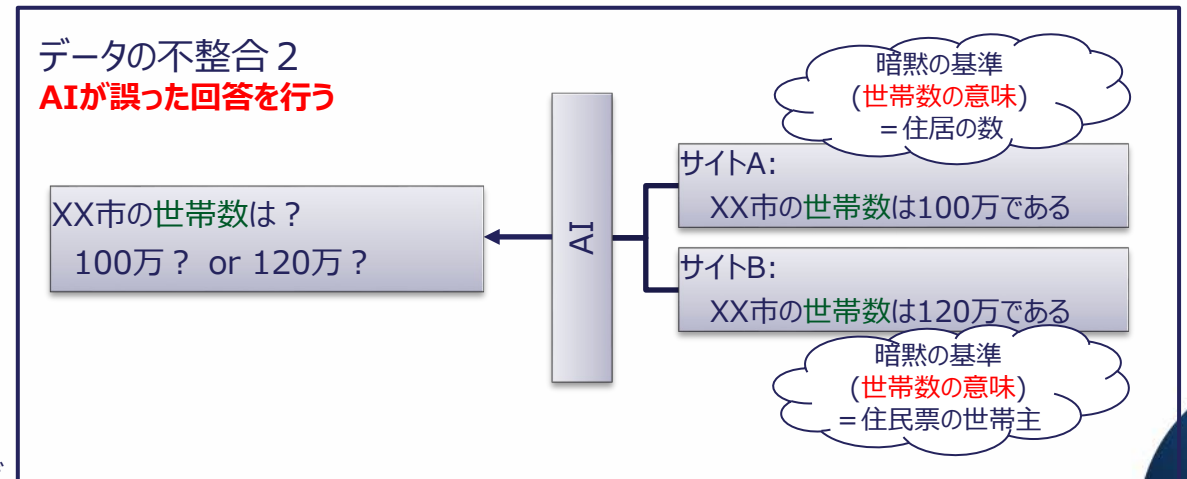 データの不整合２
AIが誤った回答を行う
暗黙の基準
(世帯数の意味)
＝住居の数
サイトA:
XX市の世帯数は100万である
XX市の世帯数は？
100万？ or 120万？
AI
サイトB:
XX市の世帯数は120万である
暗黙の基準
(世帯数の意味)
＝住民票の世帯主